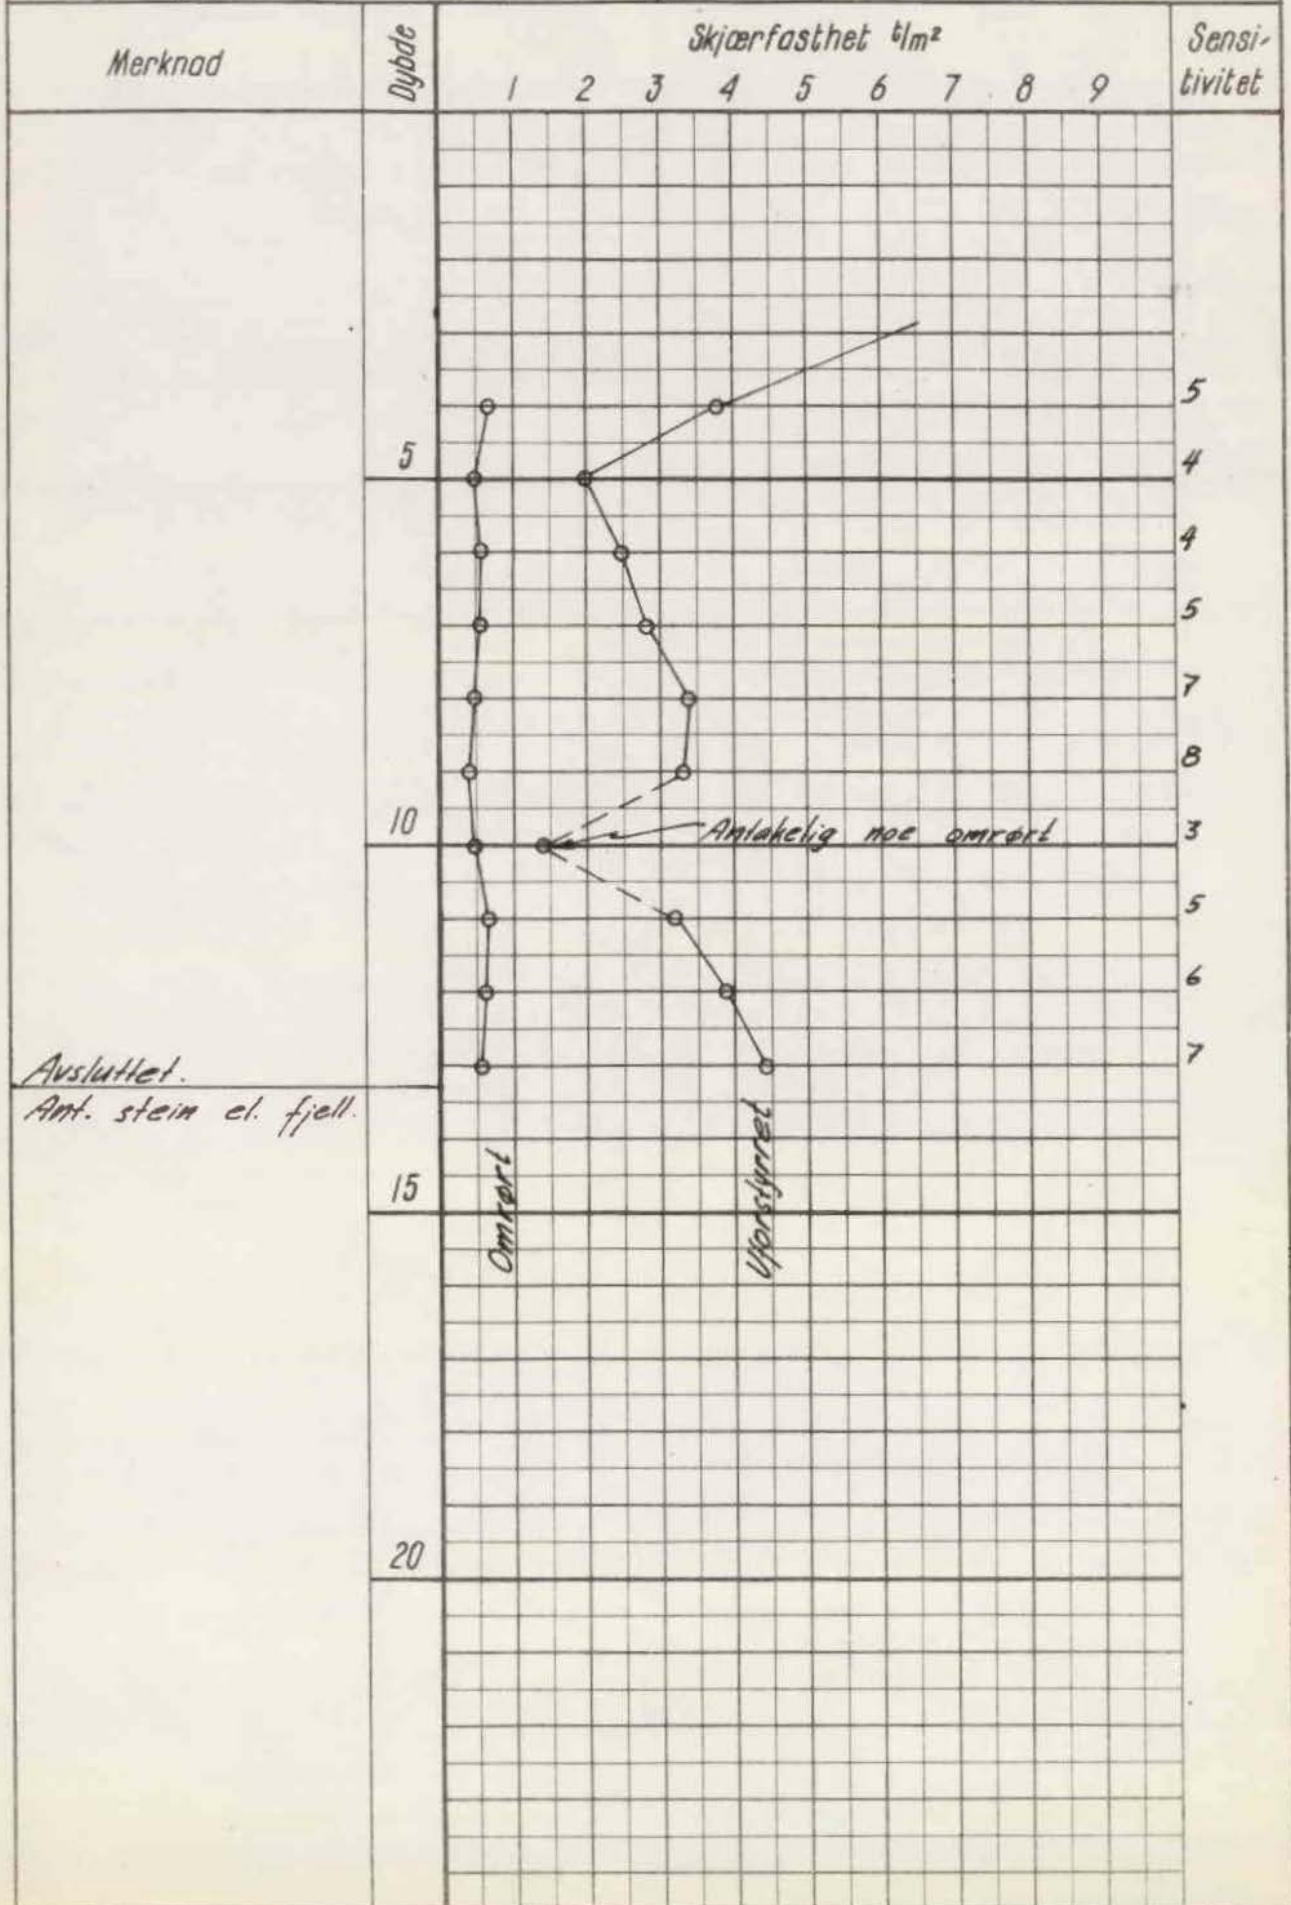 Merknad
Dybde
Skjærfasthet t/m²
1 2 3 4 5 6 7 8 9
Sensi-
tivitet
5
5
4
4
5
7
8
10
Antakelig noe omrørt
3
5
6
7
Avsluttet.
Ant. stein el. fjell.
15
Omrørt
Uforstyrret
20